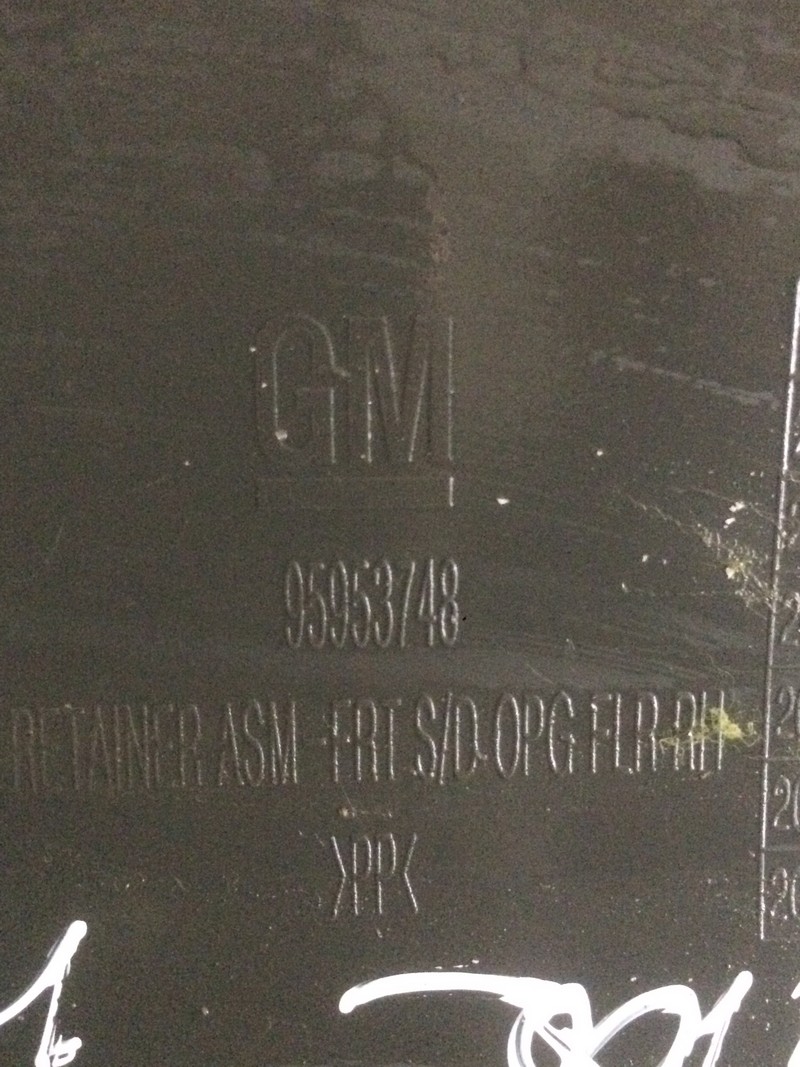 GM
95953748
RETAINER ASM-FRT S/D OPG FLR-RH
>PP<